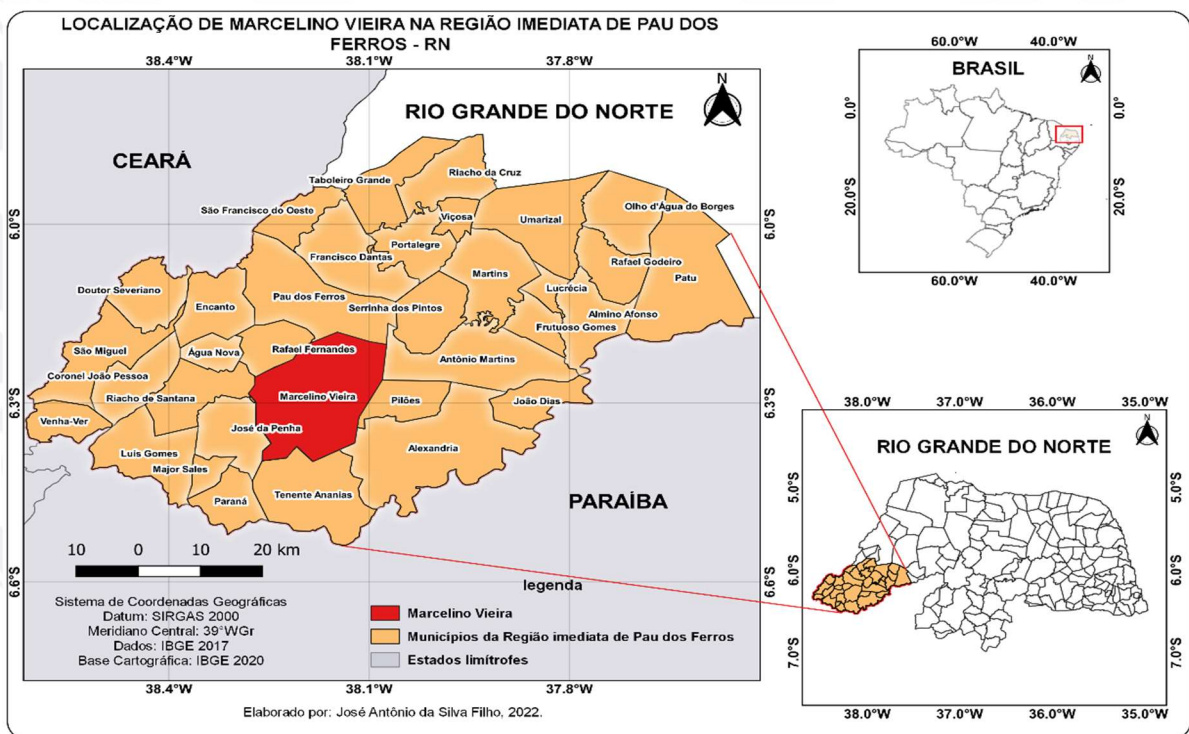 LOCALIZAÇÃO DE MARCELINO VIEIRA NA REGIÃO IMEDIATA DE PAU DOS
FERROS - RN
38.4°W 38.1°W 37.8°W
N
RIO GRANDE DO NORTE
CEARÁ
Riacho da Cruz
Taboleiro Grande
São Francisco do Oeste
Viçosa
Umarizal
Olho d'Água do Borges
6.0°S
6.0°S
Portalegre
Francisco Dantas
Rafael Godeiro
Martins
Patu
Doutor Severiano
Lucrécia
Pau dos Ferros
Encanto
Serrinha dos Pintos
Almino Afonso
Frutuoso Gomes
São Miguel
Água Nova
Rafael Fernandes
Antônio Martins
Coronel João Pessoa
Riacho de Santana
Marcelino Vieira
Pilões
João Dias
6.3°S
6.3°S
Venha-Ver
José da Penha
Alexandria
Luís Gomes
Major Sales
Paraná
Tenente Ananias
PARAÍBA
10 0 10 20 km
6.6°S
6.6°S
Sistema de Coordenadas Geográficas
Datum: SIRGAS 2000
Meridiano Central: 39°WGr
Dados: IBGE 2017
Base Cartográfica: IBGE 2020
legenda
Marcelino Vieira
Municípios da Região imediata de Pau dos Ferros
Estados limítrofes
38.4°W 38.1°W 37.8°W
Elaborado por: José Antônio da Silva Filho, 2022.
60.0°W 40.0°W
BRASIL
N
0.0°
0.0°
20.0°S
20.0°S
60.0°W 40.0°W
38.0°W 37.0°W 36.0°W 35.0°W
RIO GRANDE DO NORTE
N
5.0°S
5.0°S
6.0°S
6.0°S
7.0°S
7.0°S
38.0°W 37.0°W 36.0°W 35.0°W